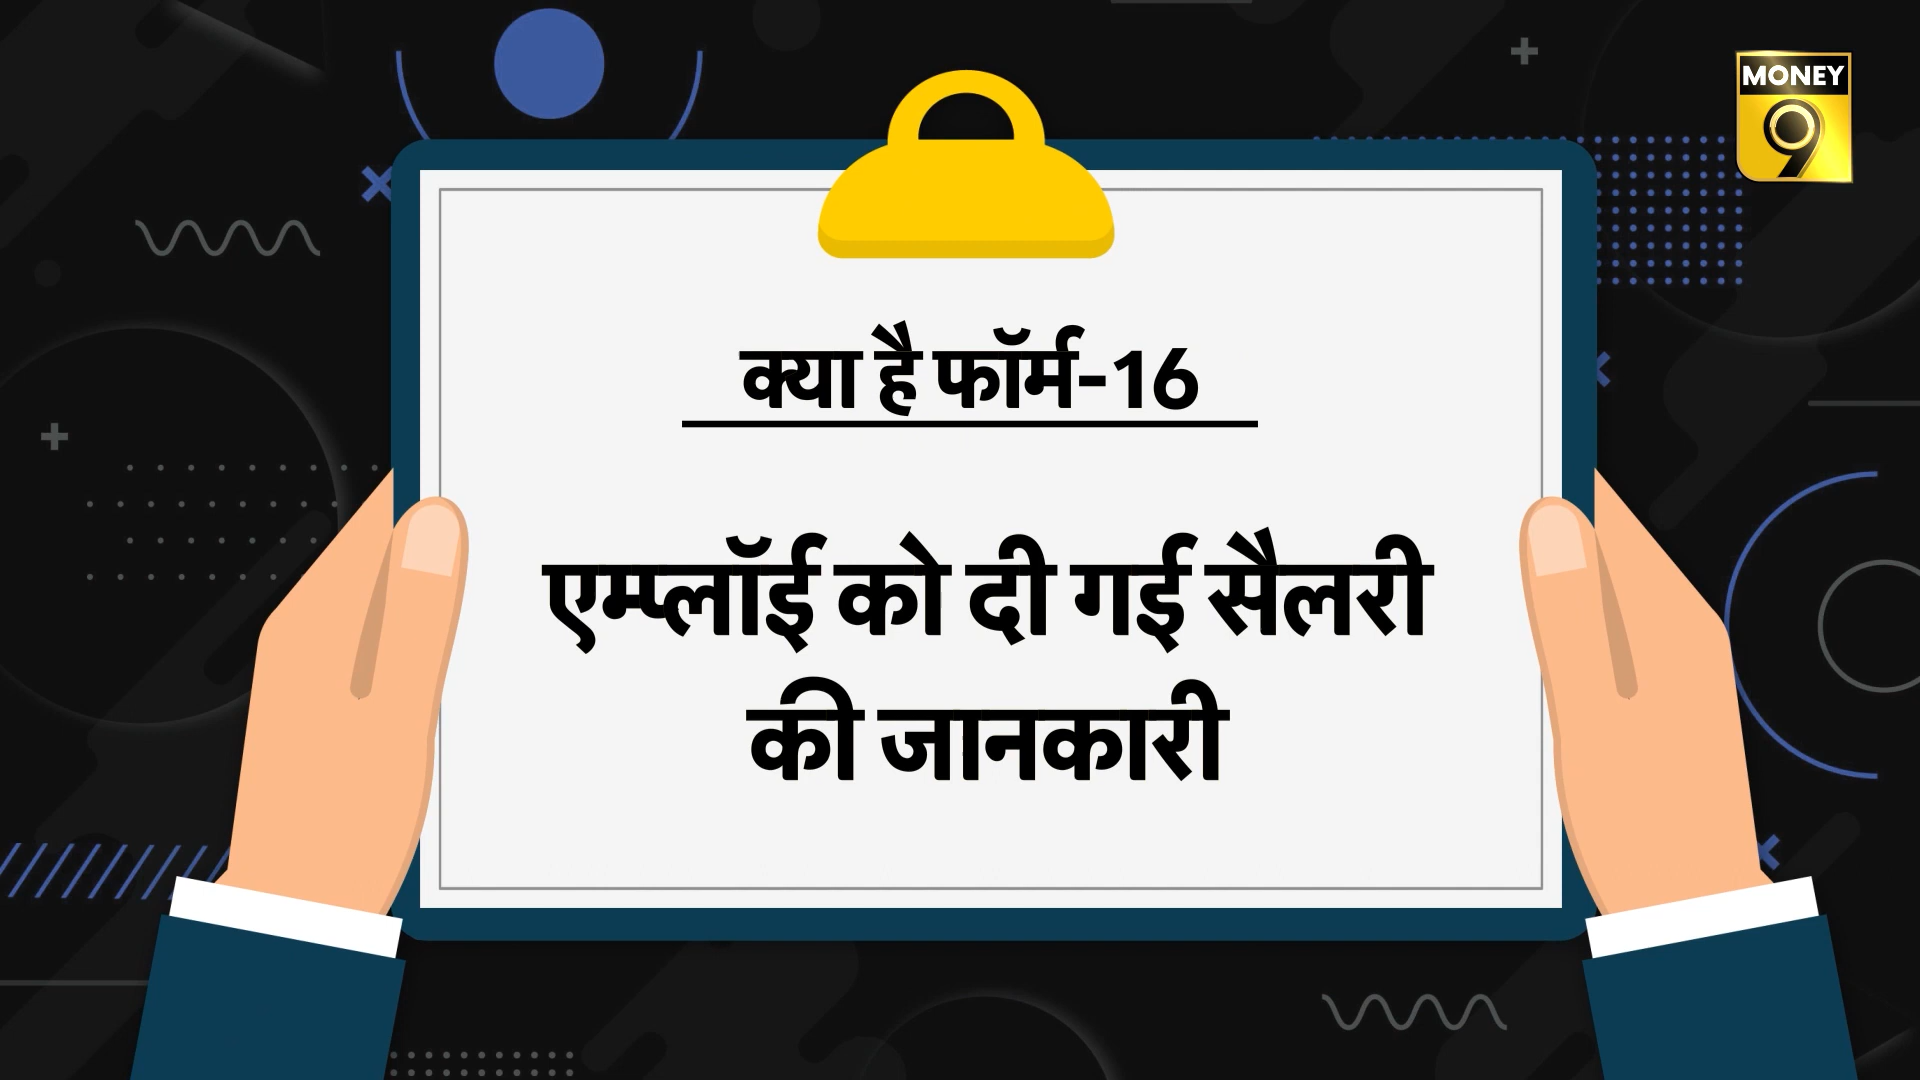 MONEY
9
क्या है फॉर्म-16
एम्प्लॉई को दी गई सैलरी
की जानकारी